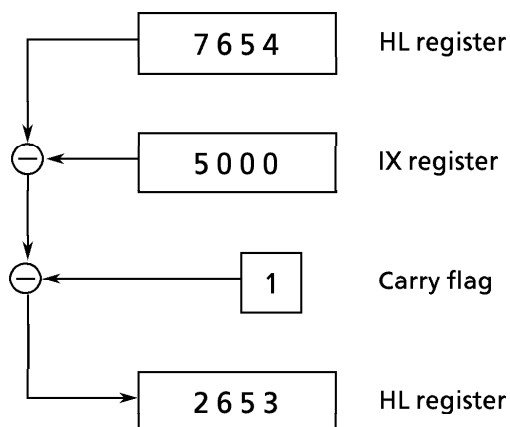 7654 HL register
5000 IX register
1 Carry flag
2653 HL register